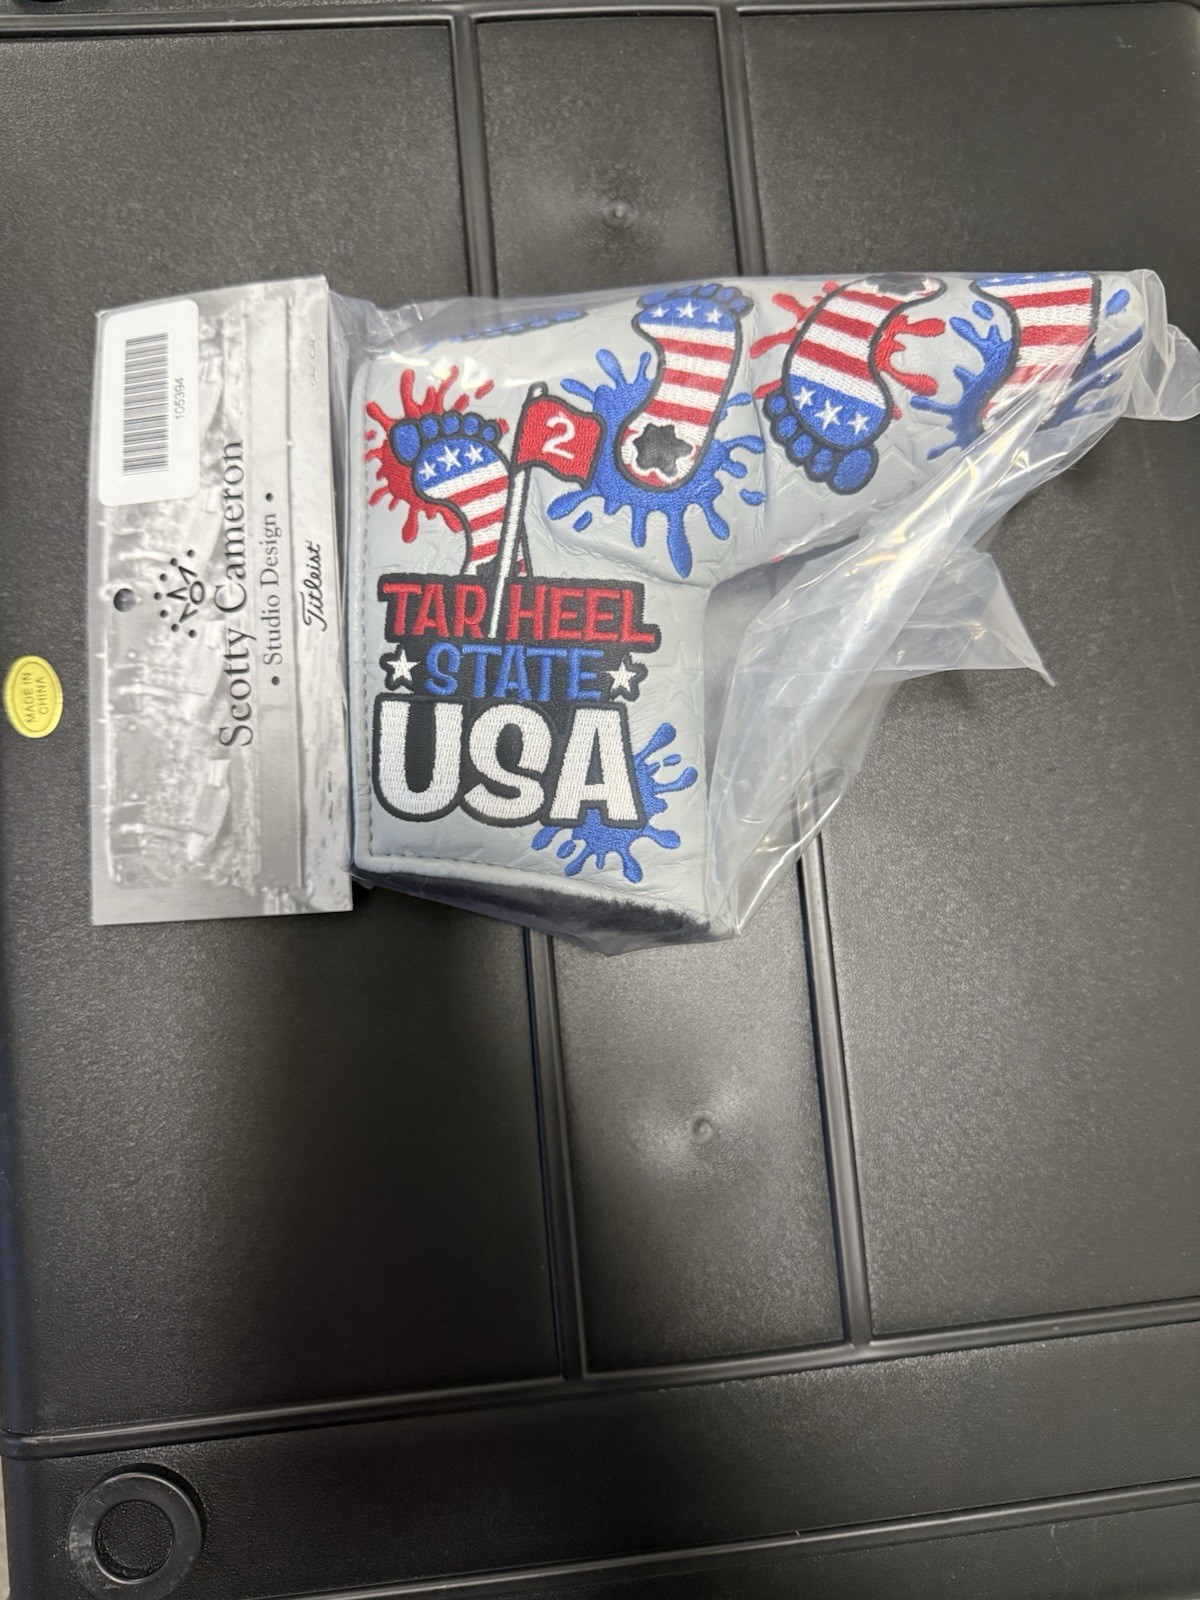 105394
Scotty Cameron
• Studio Design •
Titleist
MADE IN
CHINA
2
TAR HEEL
STATE
USA